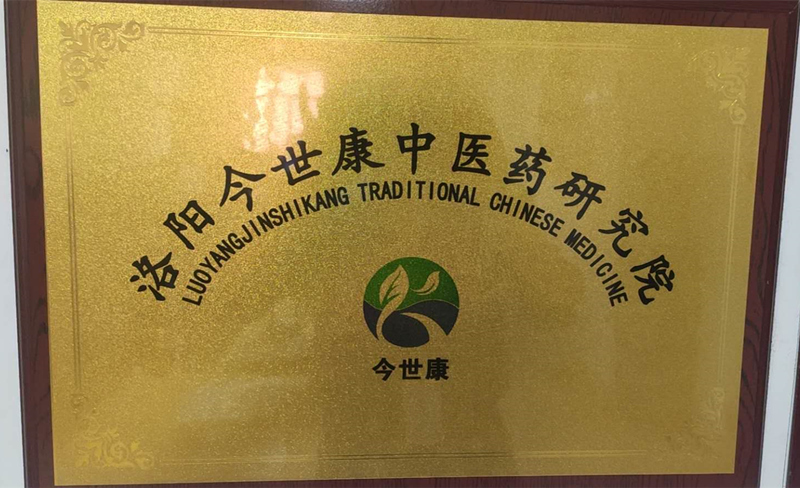 洛阳今世康中医药研究院
LUOYANGJINSHIKANG TRADITIONAL CHINESE MEDICINE
今世康